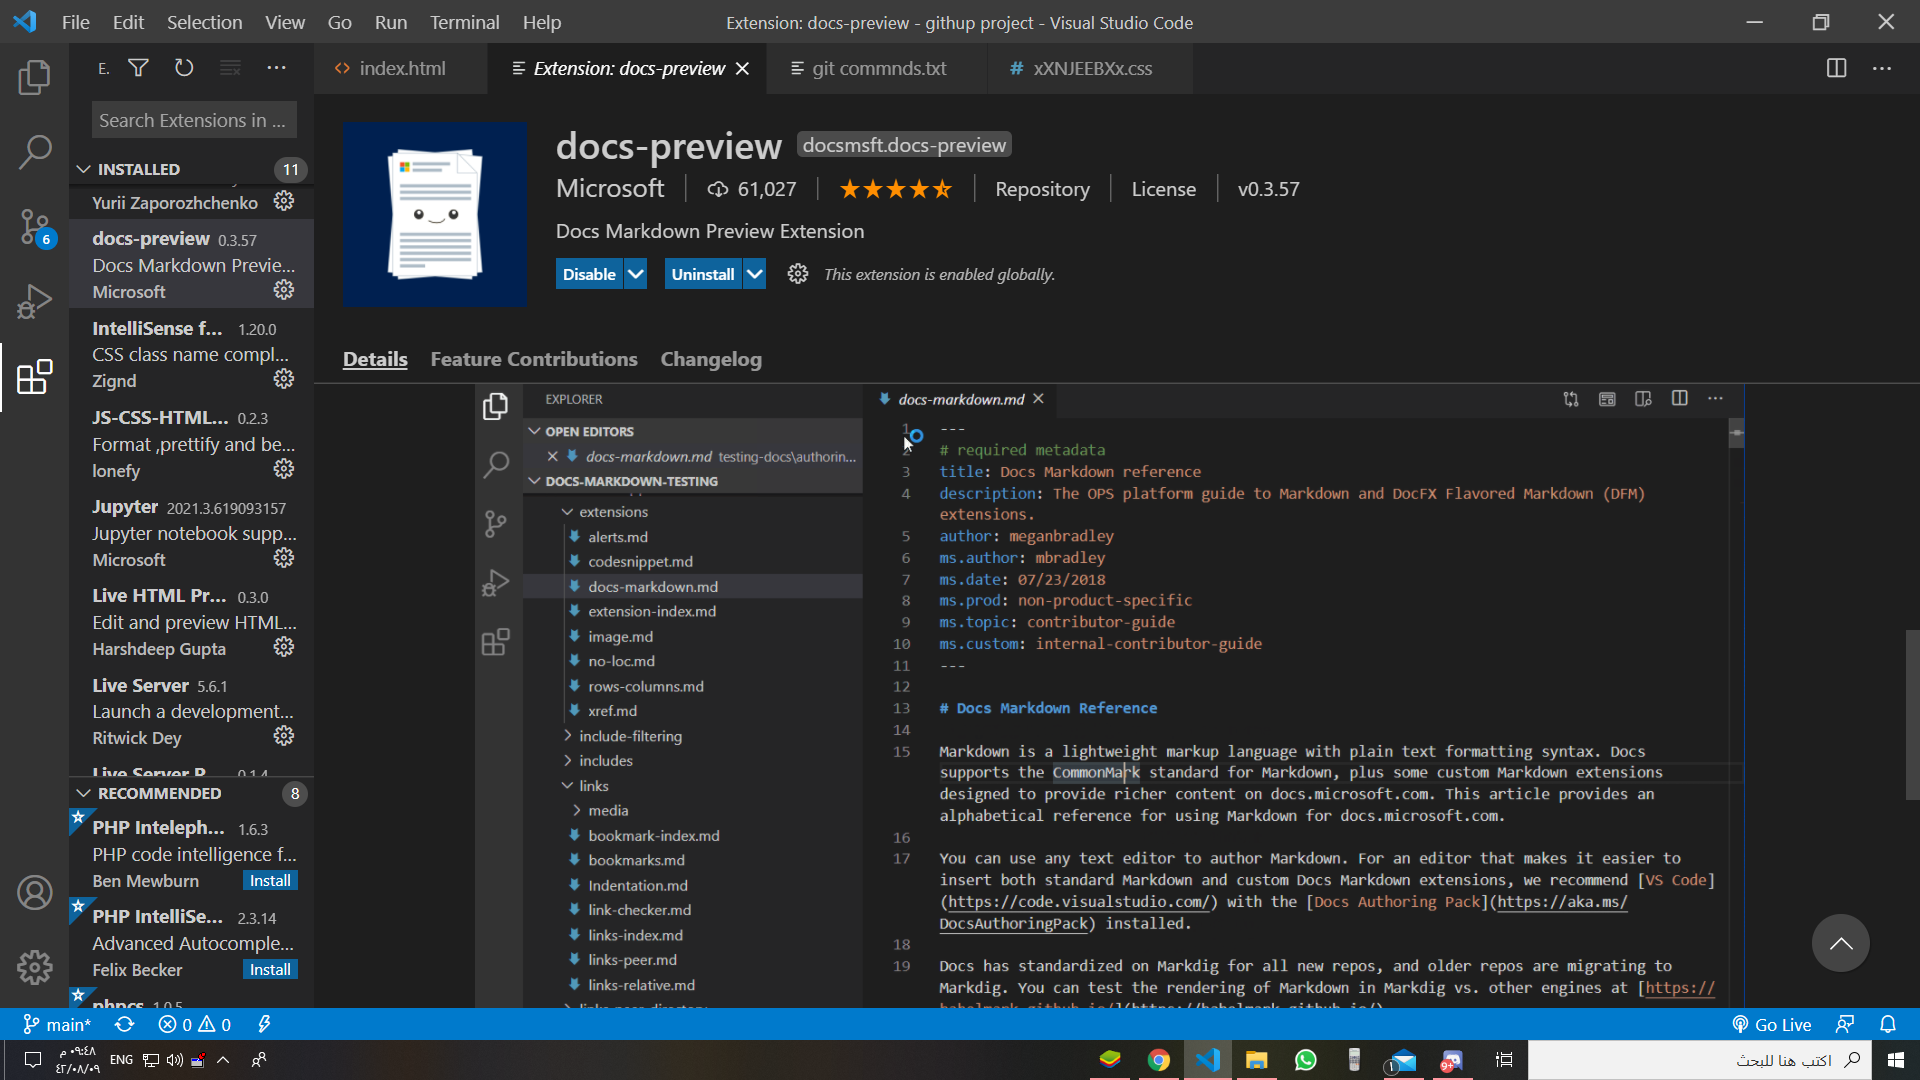 File Edit Selection View Go Run Terminal Help
Extension: docs-preview - githup project - Visual Studio Code
E.
index.html
Extension: docs-preview
git commnds.txt
# xXNJEEBXx.css
Search Extensions in ...
INSTALLED 11
Yurii Zaporozhchenko
docs-preview 0.3.57
Docs Markdown Previe...
Microsoft
IntelliSense f... 1.20.0
CSS class name compl...
Zignd
JS-CSS-HTML... 0.2.3
Format ,prettify and be...
lonefy
Jupyter 2021.3.619093157
Jupyter notebook supp...
Microsoft
Live HTML Pr... 0.3.0
Edit and preview HTML...
Harshdeep Gupta
Live Server 5.6.1
Launch a development...
Ritwick Dey
Live Server P... 0.1.4
RECOMMENDED 8
PHP Inteleph... 1.6.3
PHP code intelligence f...
Ben Mewburn Install
PHP IntelliSe... 2.3.14
Advanced Autocomple...
Felix Becker Install
phpcs 1.0.5
6
docs-preview docsmsft.docs-preview
Microsoft 61,027 Repository License v0.3.57
Docs Markdown Preview Extension
Disable Uninstall This extension is enabled globally.
Details Feature Contributions Changelog
EXPLORER
OPEN EDITORS
docs-markdown.md testing-docs\authorin...
DOCS-MARKDOWN-TESTING
extensions
alerts.md
codesnippet.md
docs-markdown.md
extension-index.md
image.md
no-loc.md
rows-columns.md
xref.md
include-filtering
includes
links
media
bookmark-index.md
bookmarks.md
Indentation.md
link-checker.md
links-index.md
links-peer.md
links-relative.md
docs-markdown.md
1 ---
2 # required metadata
3 title: Docs Markdown reference
4 description: The OPS platform guide to Markdown and DocFX Flavored Markdown (DFM)
extensions.
5 author: meganbradley
6 ms.author: mbradley
7 ms.date: 07/23/2018
8 ms.prod: non-product-specific
9 ms.topic: contributor-guide
10 ms.custom: internal-contributor-guide
11 ---
12
13 # Docs Markdown Reference
14
15 Markdown is a lightweight markup language with plain text formatting syntax. Docs
supports the CommonMark standard for Markdown, plus some custom Markdown extensions
designed to provide richer content on docs.microsoft.com. This article provides an
alphabetical reference for using Markdown for docs.microsoft.com.
16
17 You can use any text editor to author Markdown. For an editor that makes it easier to
insert both standard Markdown and custom Docs Markdown extensions, we recommend [VS Code]
(https://code.visualstudio.com/) with the [Docs Authoring Pack](https://aka.ms/
DocsAuthoringPack) installed.
18
19 Docs has standardized on Markdig for all new repos, and older repos are migrating to
Markdig. You can test the rendering of Markdown in Markdig vs. other engines at [https://
babelmark.github.io/](https://babelmark.github.io/)
main* 0 0
Go Live
٠٩:٤٨ م
٤٢/٠٨/٠٩
ENG
1
9+
اكتب هنا للبحث